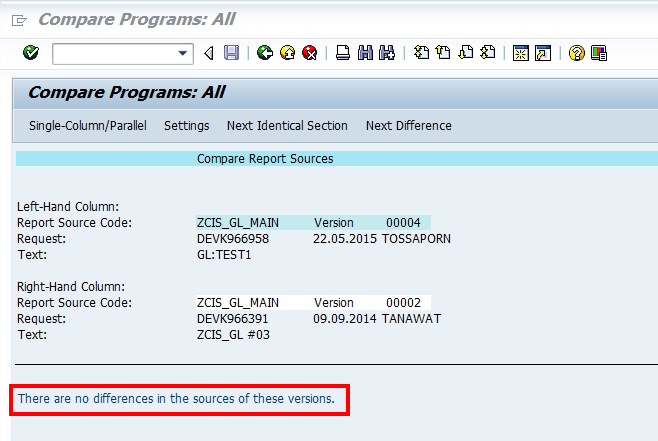 Compare Programs: All
Compare Programs: All
Single-Column/Parallel Settings Next Identical Section Next Difference
Compare Report Sources
Left-Hand Column:
Report Source Code: ZCIS_GL_MAIN Version 00004
Request: DEVK966958 22.05.2015 TOSSAPORN
Text: GL:TEST1
Right-Hand Column:
Report Source Code: ZCIS_GL_MAIN Version 00002
Request: DEVK966391 09.09.2014 TANAWAT
Text: ZCIS_GL #03
There are no differences in the sources of these versions.